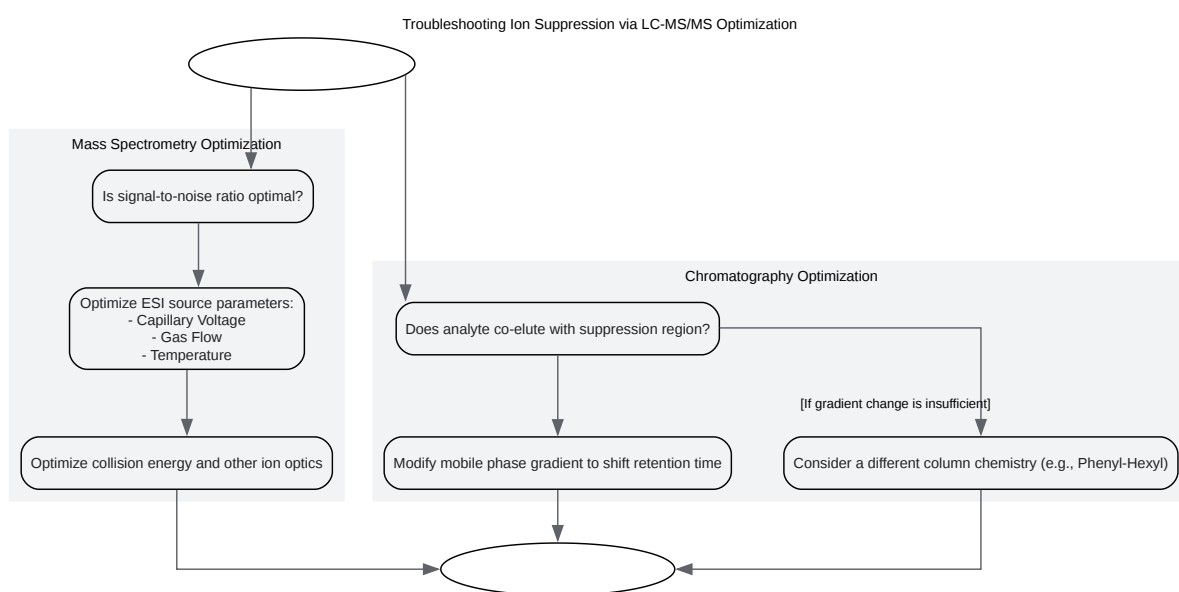 Troubleshooting Ion Suppression via LC-MS/MS Optimization
Mass Spectrometry Optimization
Is signal-to-noise ratio optimal?
Optimize ESI source parameters:
- Capillary Voltage
- Gas Flow
- Temperature
Optimize collision energy and other ion optics
Chromatography Optimization
Does analyte co-elute with suppression region?
[If gradient change is insufficient]
Modify mobile phase gradient to shift retention time
Consider a different column chemistry (e.g., Phenyl-Hexyl)